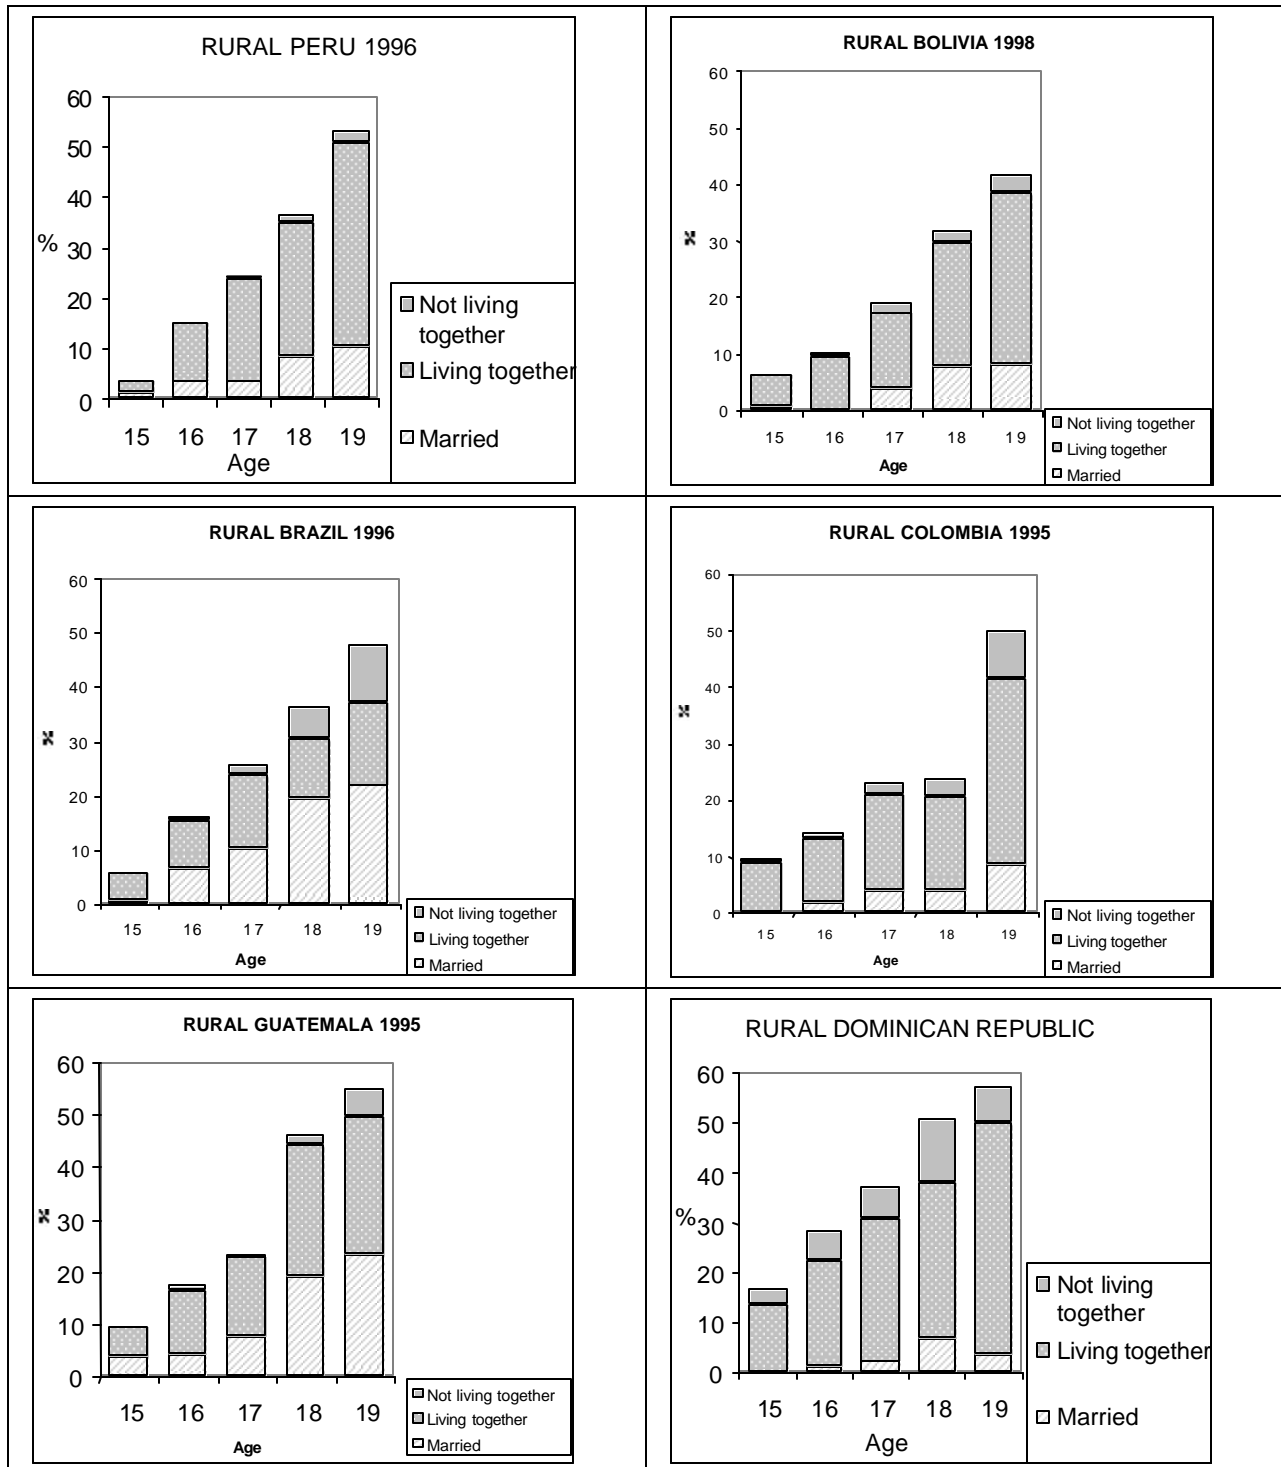 RURAL PERU 1996
60
50
40
%
30
20
10
0
15 16 17 18 19
Age
Not living
together
Living together
Married
RURAL BOLIVIA 1998
60
50
40
%
30
20
10
0
15 16 17 18 19
Age
Not living together
Living together
Married
RURAL BRAZIL 1996
60
50
40
%
30
20
10
0
15 16 17 18 19
Age
Not living together
Living together
Married
RURAL COLOMBIA 1995
60
50
40
%
30
20
10
0
15 16 17 18 19
Age
Not living together
Living together
Married
RURAL GUATEMALA 1995
60
50
40
%
30
20
10
0
15 16 17 18 19
Age
Not living together
Living together
Married
RURAL DOMINICAN REPUBLIC
60
50
40
%
30
20
10
0
15 16 17 18 19
Age
Not living
together
Living together
Married